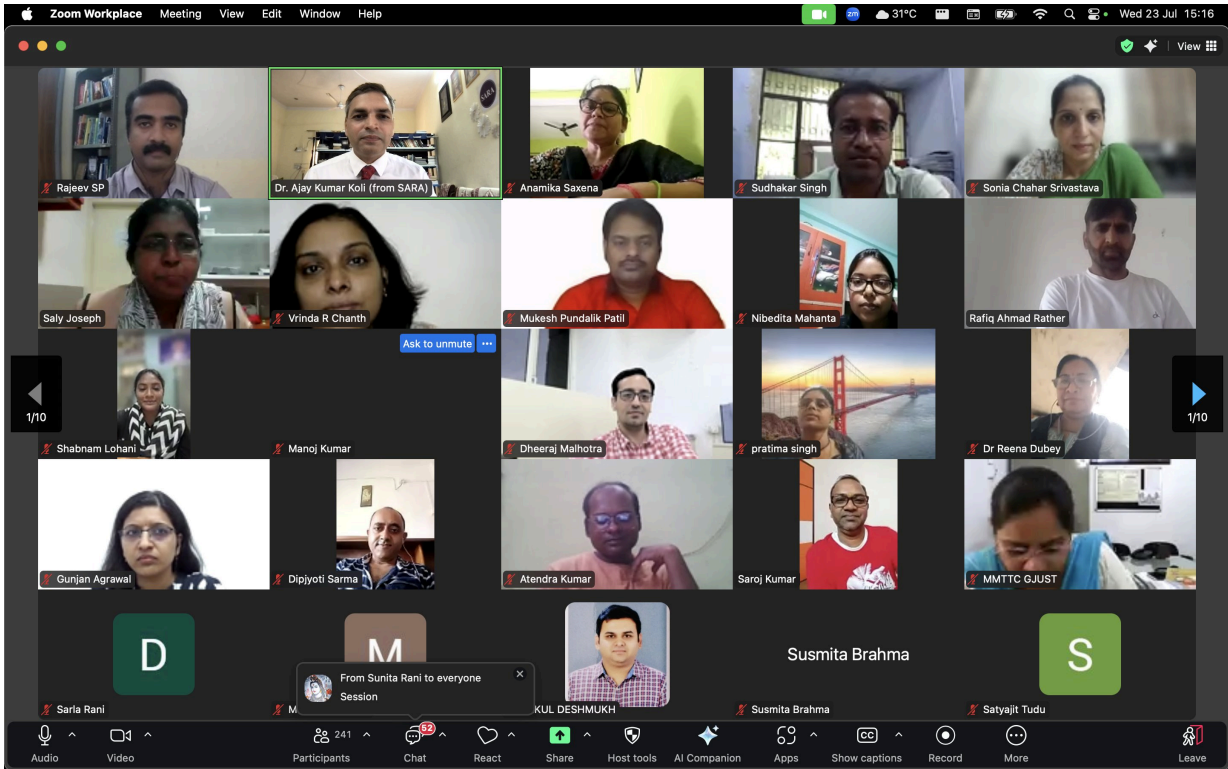 Zoom Workplace Meeting View Edit Window Help
zm 31°C Wed 23 Jul 15:16
View
SARA
Rajeev SP
Dr. Ajay Kumar Koli (from SARA)
Anamika Saxena
Sudhakar Singh
Sonia Chahar Srivastava
Saly Joseph
Vrinda R Chanth
Mukesh Pundalik Patil
Nibedita Mahanta
Rafiq Ahmad Rather
Ask to unmute ...
1/10
1/10
Shabnam Lohani
Manoj Kumar
Dheeraj Malhotra
pratima singh
Dr Reena Dubey
Gunjan Agrawal
Dipjyoti Sarma
Atendra Kumar
Saroj Kumar
MMTTC GJUST
D
M
Susmita Brahma
S
From Sunita Rani to everyone
Session
Sarla Rani
M
KUL DESHMUKH
Susmita Brahma
Satyajit Tudu
241
52
CC
Audio Video Participants Chat React Share Host tools AI Companion Apps Show captions Record More Leave